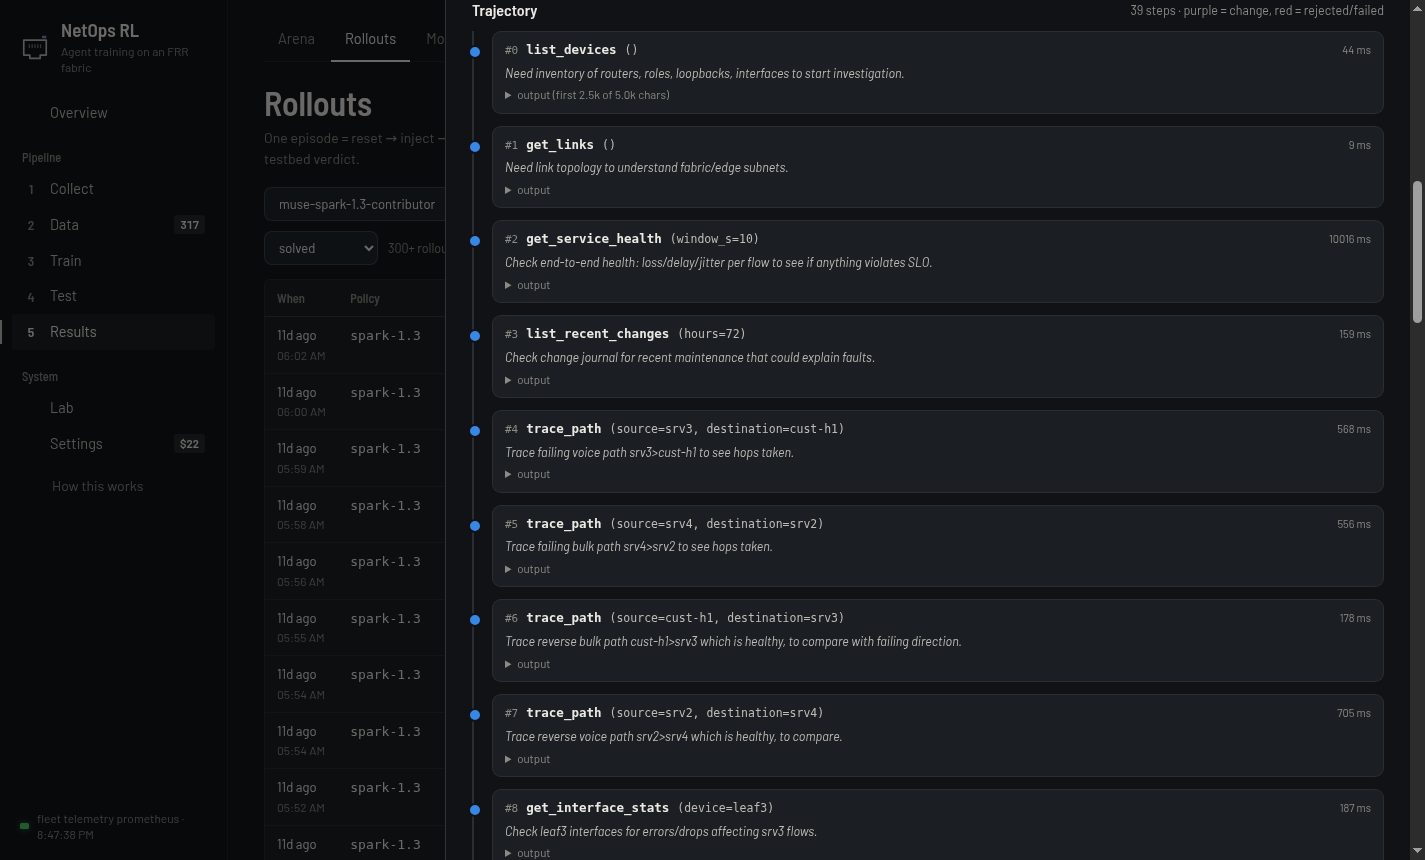 NetOps RL
Agent training on an FRR
fabric
Overview
Pipeline
1 Collect
2 Data 317
3 Train
4 Test
5 Results
System
Lab
Settings $22
How this works
fleet telemetry prometheus ·
8:47:38 PM
Arena Rollouts Mo
Rollouts
One episode = reset → inject →
testbed verdict.
muse-spark-1.3-contributor
solved 300+ rollou
When Policy
11d ago spark-1.3
06:02 AM
11d ago spark-1.3
06:00 AM
11d ago spark-1.3
05:59 AM
11d ago spark-1.3
05:58 AM
11d ago spark-1.3
05:56 AM
11d ago spark-1.3
05:55 AM
11d ago spark-1.3
05:54 AM
11d ago spark-1.3
05:54 AM
11d ago spark-1.3
05:52 AM
11d ago spark-1.3
Trajectory 39 steps · purple = change, red = rejected/failed
#0 list_devices () 44 ms
Need inventory of routers, roles, loopbacks, interfaces to start investigation.
▶ output (first 2.5k of 5.0k chars)
#1 get_links () 9 ms
Need link topology to understand fabric/edge subnets.
▶ output
#2 get_service_health (window_s=10) 10016 ms
Check end-to-end health: loss/delay/jitter per flow to see if anything violates SLO.
▶ output
#3 list_recent_changes (hours=72) 159 ms
Check change journal for recent maintenance that could explain faults.
▶ output
#4 trace_path (source=srv3, destination=cust-h1) 568 ms
Trace failing voice path srv3>cust-h1 to see hops taken.
▶ output
#5 trace_path (source=srv4, destination=srv2) 556 ms
Trace failing bulk path srv4>srv2 to see hops taken.
▶ output
#6 trace_path (source=cust-h1, destination=srv3) 178 ms
Trace reverse bulk path cust-h1>srv3 which is healthy, to compare with failing direction.
▶ output
#7 trace_path (source=srv2, destination=srv4) 705 ms
Trace reverse voice path srv2>srv4 which is healthy, to compare.
▶ output
#8 get_interface_stats (device=leaf3) 187 ms
Check leaf3 interfaces for errors/drops affecting srv3 flows.
▶ output